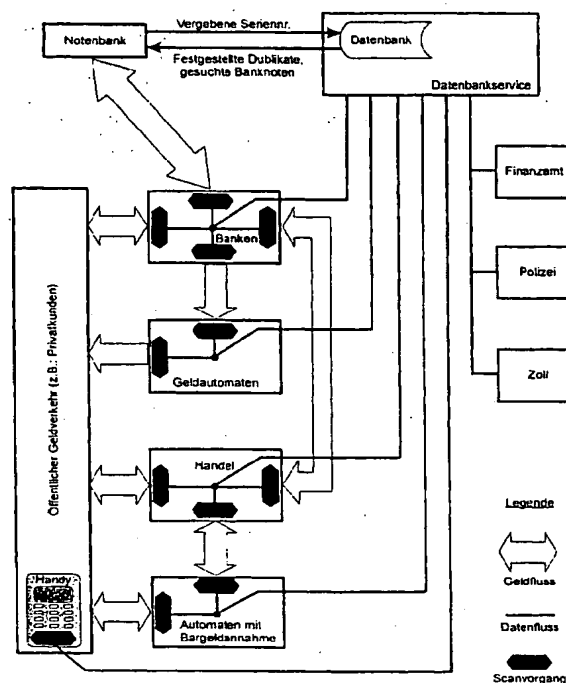 Vergebene Seriennr.
Notenbank
Datenbank
Festgestellte Dublikate,
gesuchte Banknoten
Datenbankservice
Finanzamt
Banken
Polizei
Geldautomaten
Zoll
Öffentlicher Geldverkehr (z.B.: Privatkunden)
Handel
Legende
Geldfluss
Handy
Automaten mit
Bargeldannahme
Datenfluss
Scanvorgang